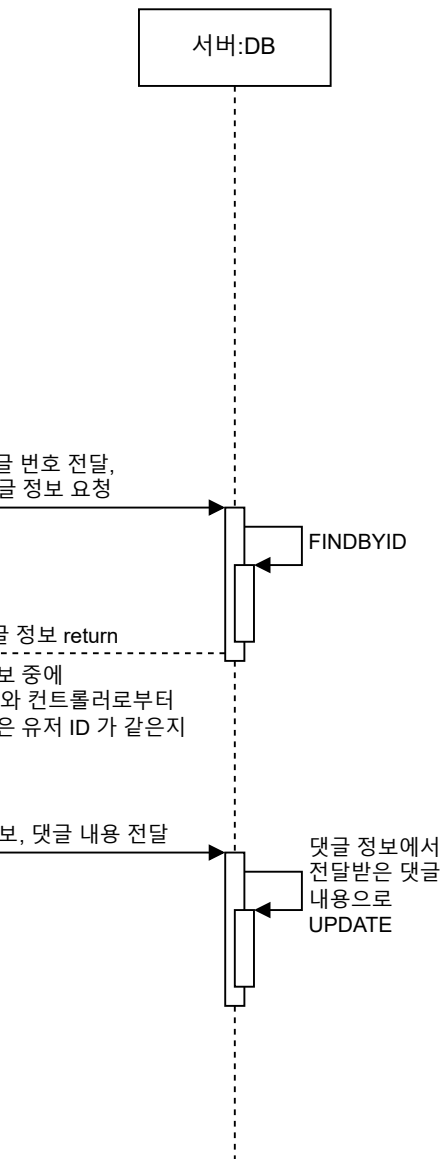 서버:DB
글 번호 전달,
글 정보 요청
FINDBYID
글 정보 return
보 중에
와 컨트롤러로부터
은 유저 ID 가 같은지
보, 댓글 내용 전달
댓글 정보에서
전달받은 댓글
내용으로
UPDATE